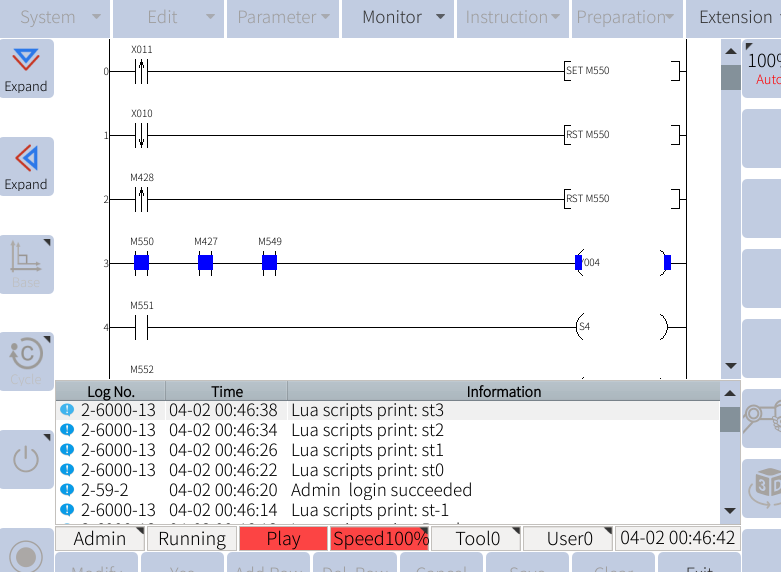 System Edit Parameter Monitor Instruction Preparation Extension
100%
Auto
Expand
Expand
Base
Cycle
X011
0 SET M550
X010
1 RST M550
M428
2 RST M550
M550 M427 M549
3 Y004
M551
4 S4
M552
Log No. Time Information
2-6000-13 04-02 00:46:38 Lua scripts print: st3
2-6000-13 04-02 00:46:34 Lua scripts print: st2
2-6000-13 04-02 00:46:26 Lua scripts print: st1
2-6000-13 04-02 00:46:22 Lua scripts print: st0
2-59-2 04-02 00:46:20 Admin login succeeded
2-6000-13 04-02 00:46:14 Lua scripts print: st-1
3D
Admin Running Play Speed100% Tool0 User0 04-02 00:46:42
Modify Yes Add Row Del Row Cancel Save Clear Exit